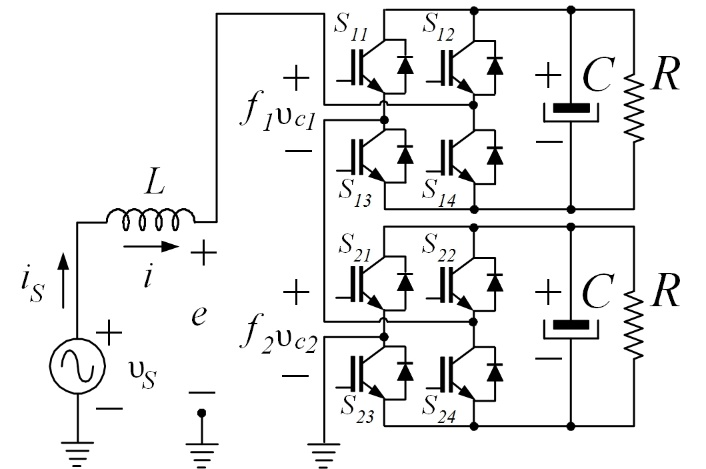 S11
S12
+
f1υc1
−
+
C
R
−
S13
S14
L
i
iS
+
υS
−
+
e
−
S21
S22
+
f2υc2
−
+
C
R
−
S23
S24